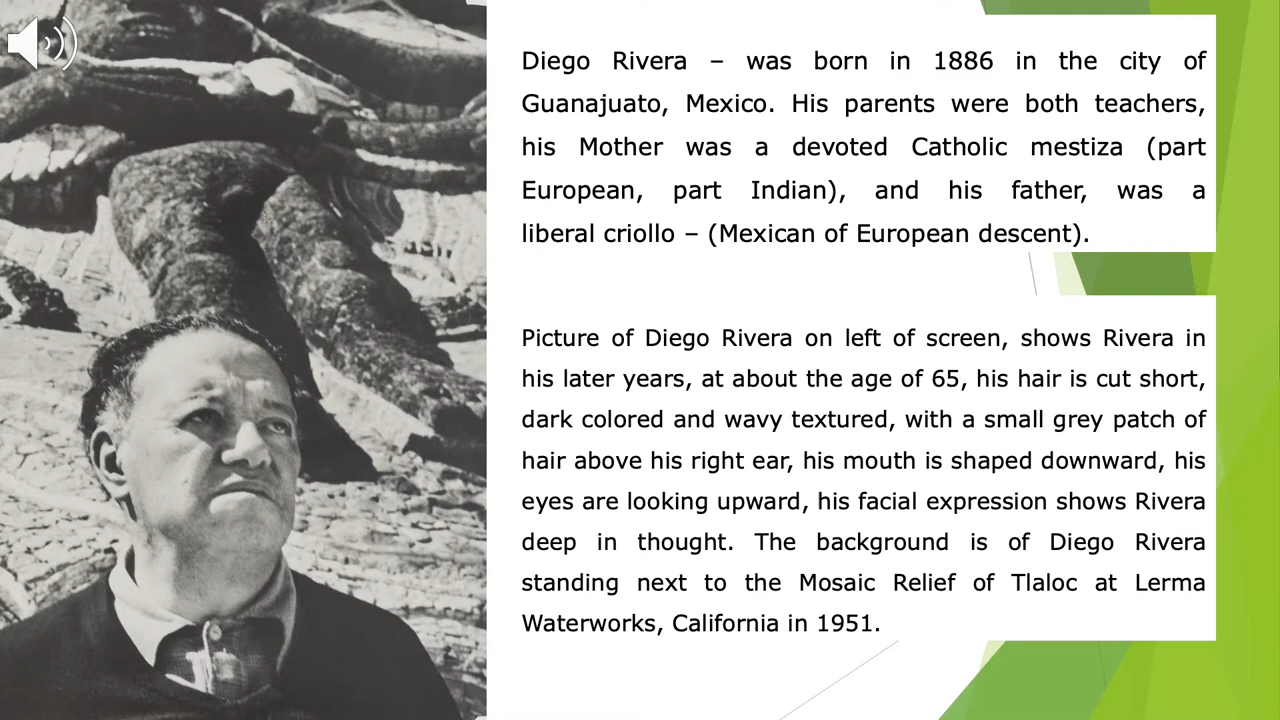 Diego Rivera – was born in 1886 in the city of
Guanajuato, Mexico. His parents were both teachers,
his Mother was a devoted Catholic mestiza (part
European, part Indian), and his father, was a
liberal criollo – (Mexican of European descent).
Picture of Diego Rivera on left of screen, shows Rivera in
his later years, at about the age of 65, his hair is cut short,
dark colored and wavy textured, with a small grey patch of
hair above his right ear, his mouth is shaped downward, his
eyes are looking upward, his facial expression shows Rivera
deep in thought. The background is of Diego Rivera
standing next to the Mosaic Relief of Tlaloc at Lerma
Waterworks, California in 1951.